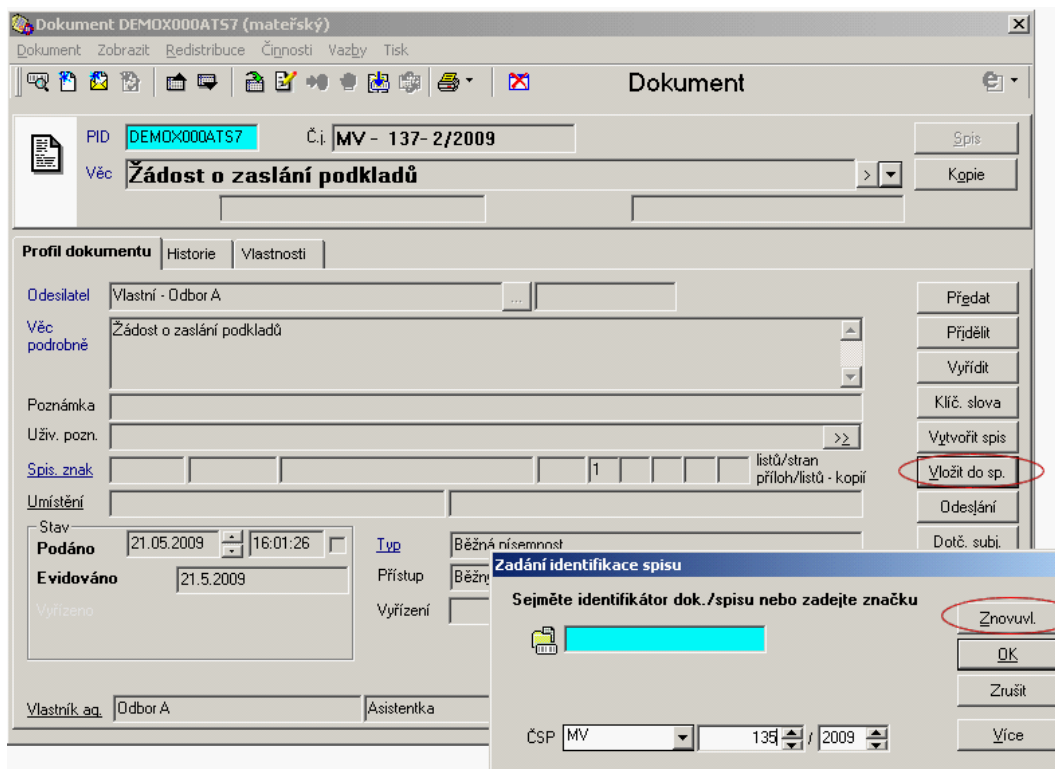 Dokument DEMOX000ATS7 (mateřský)
Dokument Zobrazit Redistribuce Činnosti Vazby Tisk
Dokument
PID DEMOX000ATS7 Č.j. MV - 137- 2/2009 Spis
Věc Žádost o zaslání podkladů > Kopie
Profil dokumentu Historie Vlastnosti
Odesilatel Vlastní - Odbor A ... Předat
Věc podrobně Žádost o zaslání podkladů Přidělit
Vyřídit
Poznámka Klíč. slova
Uživ. pozn. >> Vytvořit spis
Spis. znak 1 listů/stran
příloh/listů - kopií Vložit do sp.
Umístění Odeslání
Stav
Podáno 21.05.2009 16:01:26 Typ Běžná písemnost Dotč. subj.
Evidováno 21.5.2009 Přístup Běžný
Vyřízeno Vyřízení
Vlastník ag. Odbor A Asistentka
Zadání identifikace spisu
Sejměte identifikátor dok./spisu nebo zadejte značku
Znovuvl.
OK
Zrušit
ČSP MV 135 / 2009 Více